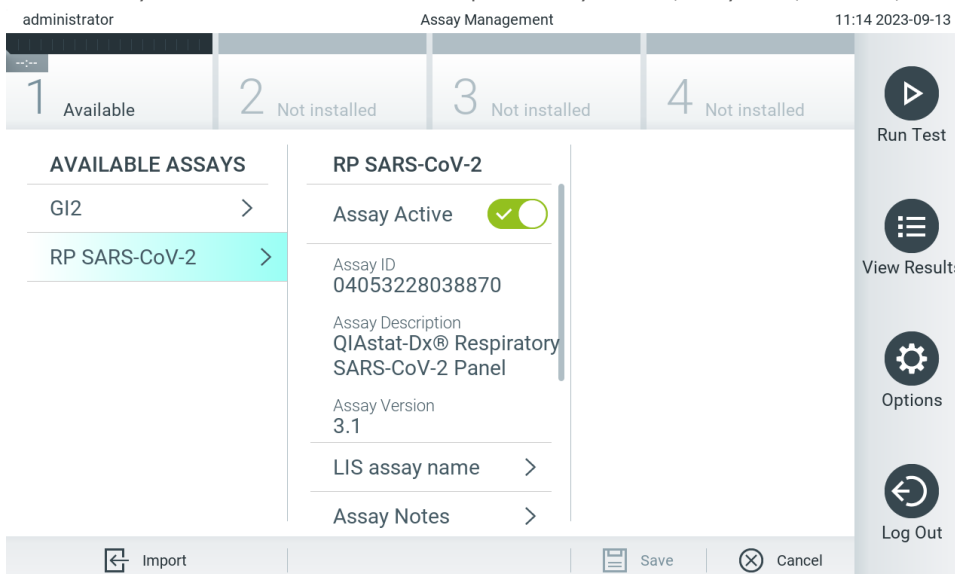 administrator
Assay Management
11:14 2023-09-13
--:--
1 Available
2 Not installed
3 Not installed
4 Not installed
Run Test
View Results
Options
Log Out
AVAILABLE ASSAYS
GI2
RP SARS-CoV-2
RP SARS-CoV-2
Assay Active
Assay ID
04053228038870
Assay Description
QIAstat-Dx® Respiratory
SARS-CoV-2 Panel
Assay Version
3.1
LIS assay name
Assay Notes
Import
Save
Cancel